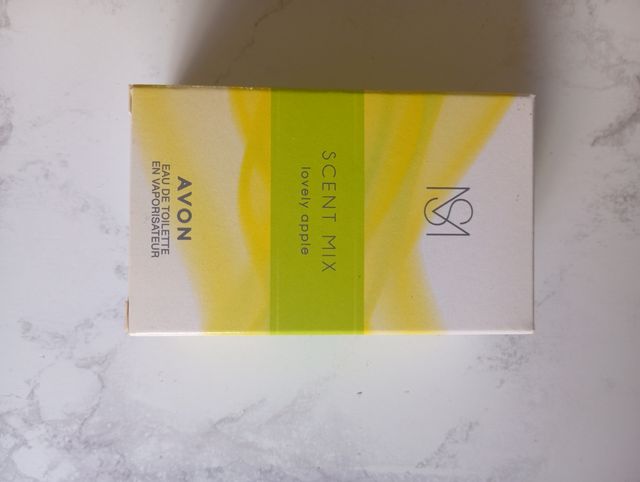 SM
SCENT MIX
lovely apple
AVON
EAU DE TOILETTE
EN VAPORISATEUR